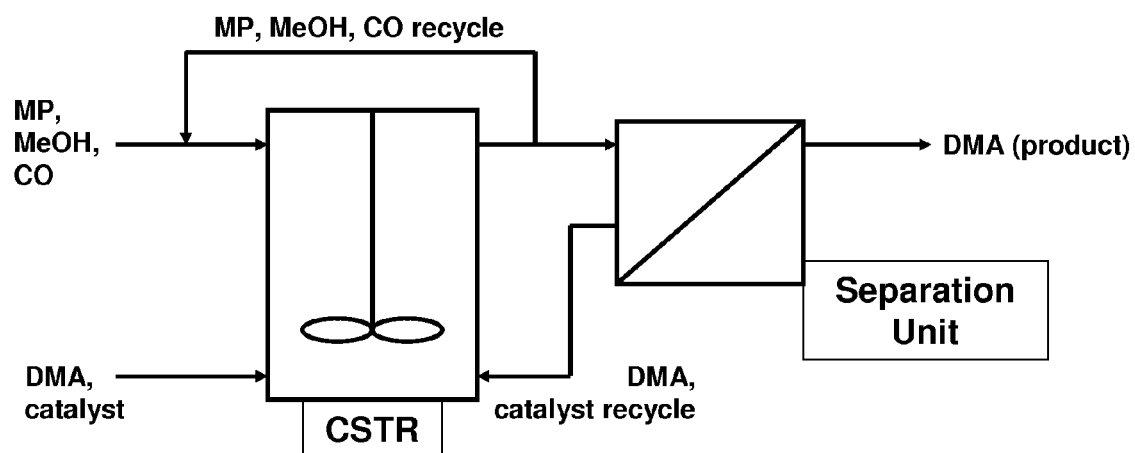 MP, MeOH, CO recycle
MP,
MeOH,
CO
DMA (product)
Separation
Unit
DMA,
catalyst
DMA,
catalyst recycle
CSTR